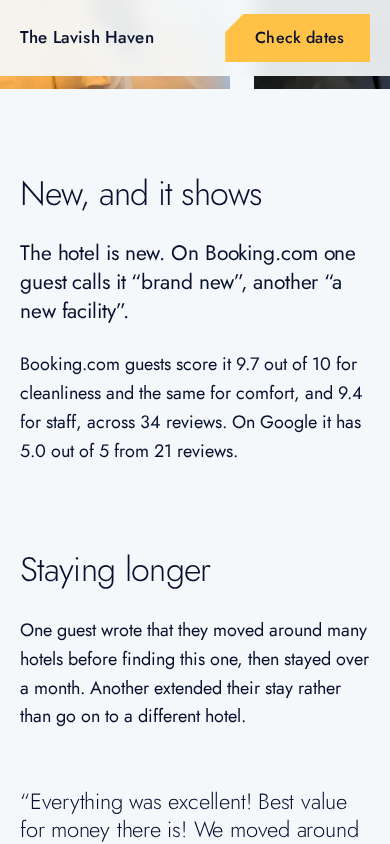 The Lavish Haven
Check dates
New, and it shows
The hotel is new. On Booking.com one
guest calls it “brand new”, another “a
new facility”.
Booking.com guests score it 9.7 out of 10 for
cleanliness and the same for comfort, and 9.4
for staff, across 34 reviews. On Google it has
5.0 out of 5 from 21 reviews.
Staying longer
One guest wrote that they moved around many
hotels before finding this one, then stayed over
a month. Another extended their stay rather
than go on to a different hotel.
“Everything was excellent! Best value
for money there is! We moved around